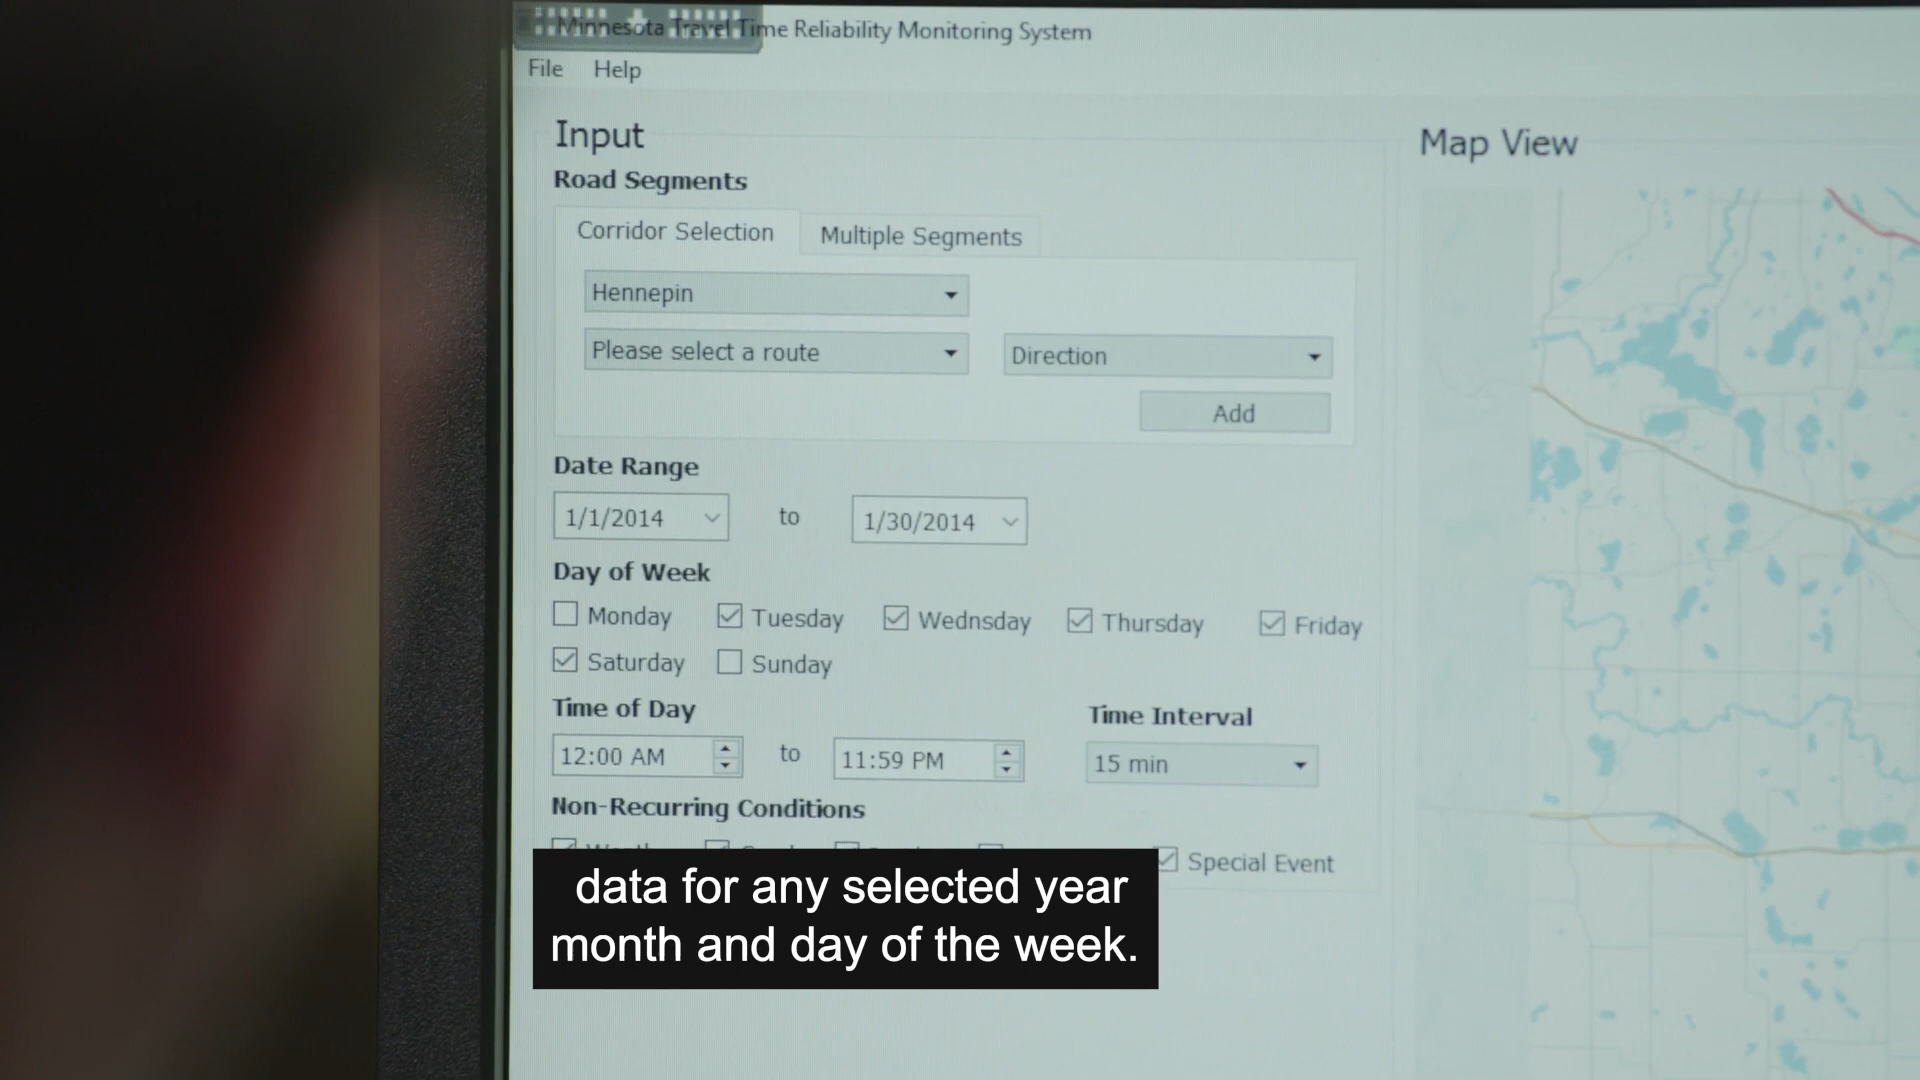 Minnesota Travel Time Reliability Monitoring System
File Help
Input
Map View
Road Segments
Corridor Selection Multiple Segments
Hennepin
Please select a route Direction
Add
Date Range
1/1/2014 to 1/30/2014
Day of Week
Monday Tuesday Wednsday Thursday Friday
Saturday Sunday
Time of Day Time Interval
12:00 AM to 11:59 PM 15 min
Non-Recurring Conditions
Special Event
data for any selected year
month and day of the week.